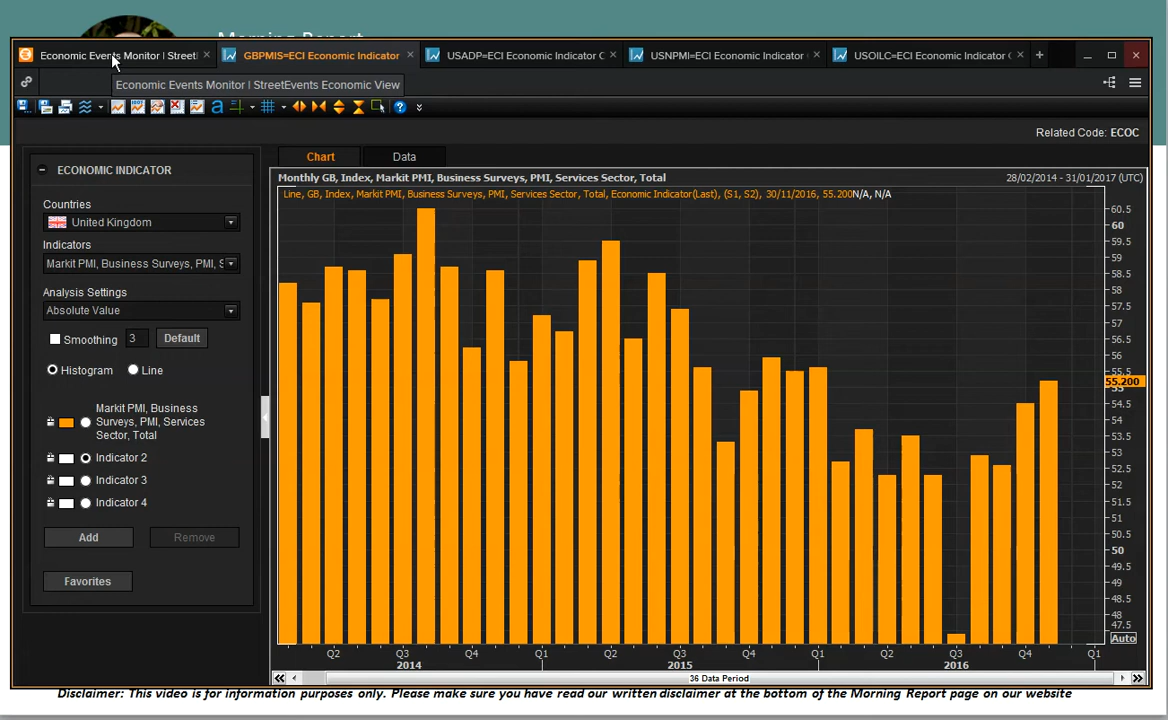 Morning Report
Economic Events Monitor | Street
GBPMIS=ECI Economic Indicator
USADP=ECI Economic Indicator C
USNPMI=ECI Economic Indicator
USOILC=ECI Economic Indicator C
Economic Events Monitor | StreetEvents Economic View
Related Code: ECOC
ECONOMIC INDICATOR
Chart
Data
Monthly GB, Index, Markit PMI, Business Surveys, PMI, Services Sector, Total
28/02/2014 - 31/01/2017 (UTC)
Line, GB, Index, Markit PMI, Business Surveys, PMI, Services Sector, Total, Economic Indicator(Last), (S1, S2), 30/11/2016, 55.200N/A, N/A
Countries
United Kingdom
Indicators
Markit PMI, Business Surveys, PMI, S
Analysis Settings
Absolute Value
Smoothing 3 Default
Histogram Line
Markit PMI, Business
Surveys, PMI, Services
Sector, Total
Indicator 2
Indicator 3
Indicator 4
Add Remove
Favorites
60.5
60
59.5
59
58.5
58
57.5
57
56.5
56
55.5
55.200
55
54.5
54
53.5
53
52.5
52
51.5
51
50.5
50
49.5
49
48.5
48
47.5
Auto
Q2 Q3 Q4 Q1 Q2 Q3 Q4 Q1 Q2 Q3 Q4 Q1
2014 2015 2016
36 Data Period
Disclaimer: This video is for information purposes only. Please make sure you have read our written disclaimer at the bottom of the Morning Report page on our website